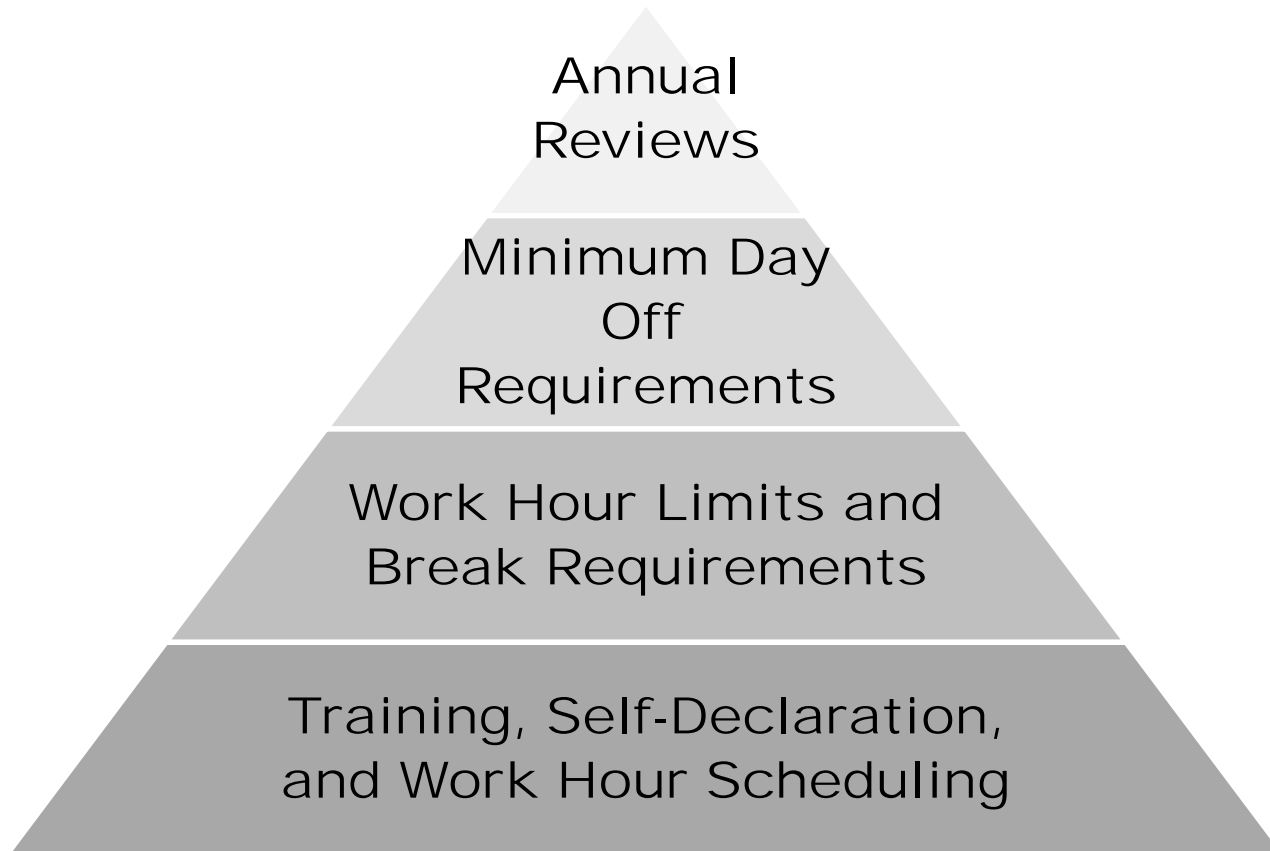 Annual
Reviews
Minimum Day
Off
Requirements
Work Hour Limits and
Break Requirements
Training, Self-Declaration,
and Work Hour Scheduling